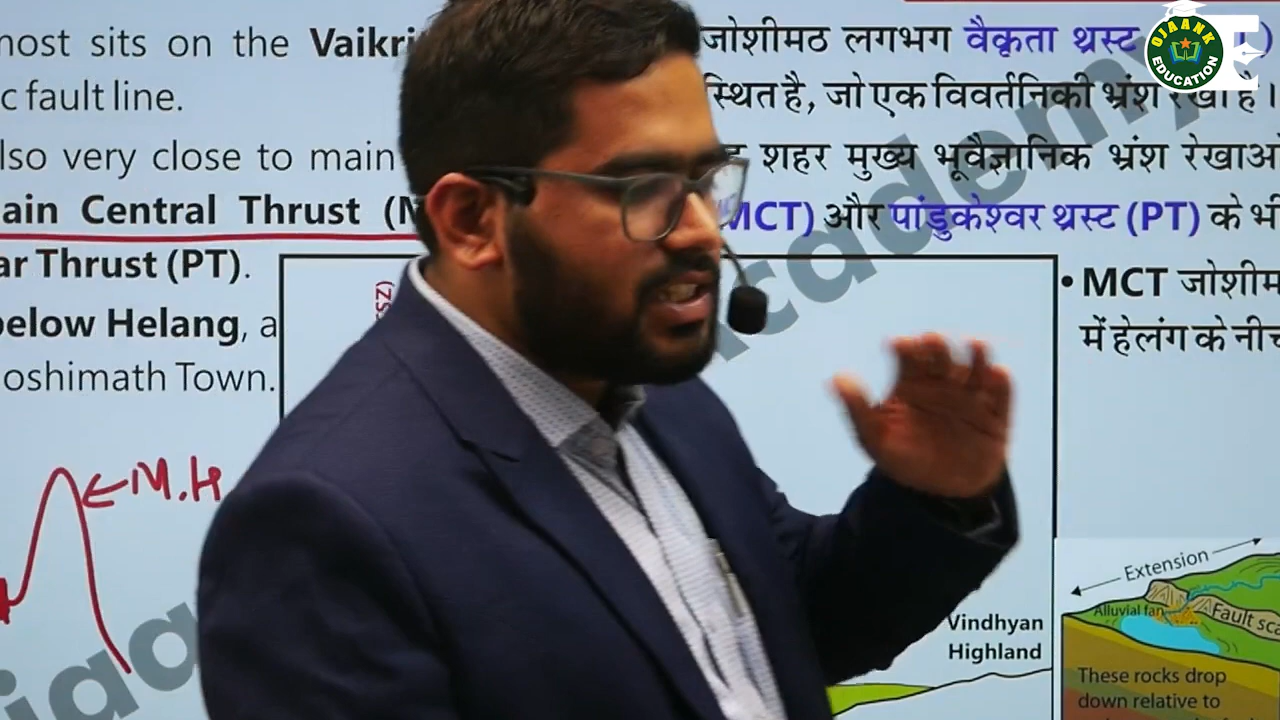 most sits on the Vaikri
c fault line.
lso very close to main
ain Central Thrust (M
ar Thrust (PT).
below Helang, a
oshimath Town.
M.H
जोशीमठ लगभग वैकृता थ्रस्ट
स्थित है, जो एक विवर्तनिकी भ्रंश रेखा है।
शहर मुख्य भूवैज्ञानिक भ्रंश रेखाओ
MCT) और पांडुकेश्वर थ्रस्ट (PT) के भी
• MCT जोशीम
में हेलंग के नीच
OJAANK
EDUCATION
academy
Vindhyan
Highland
Extension
Alluvial fan
Fault sca
These rocks drop
down relative to